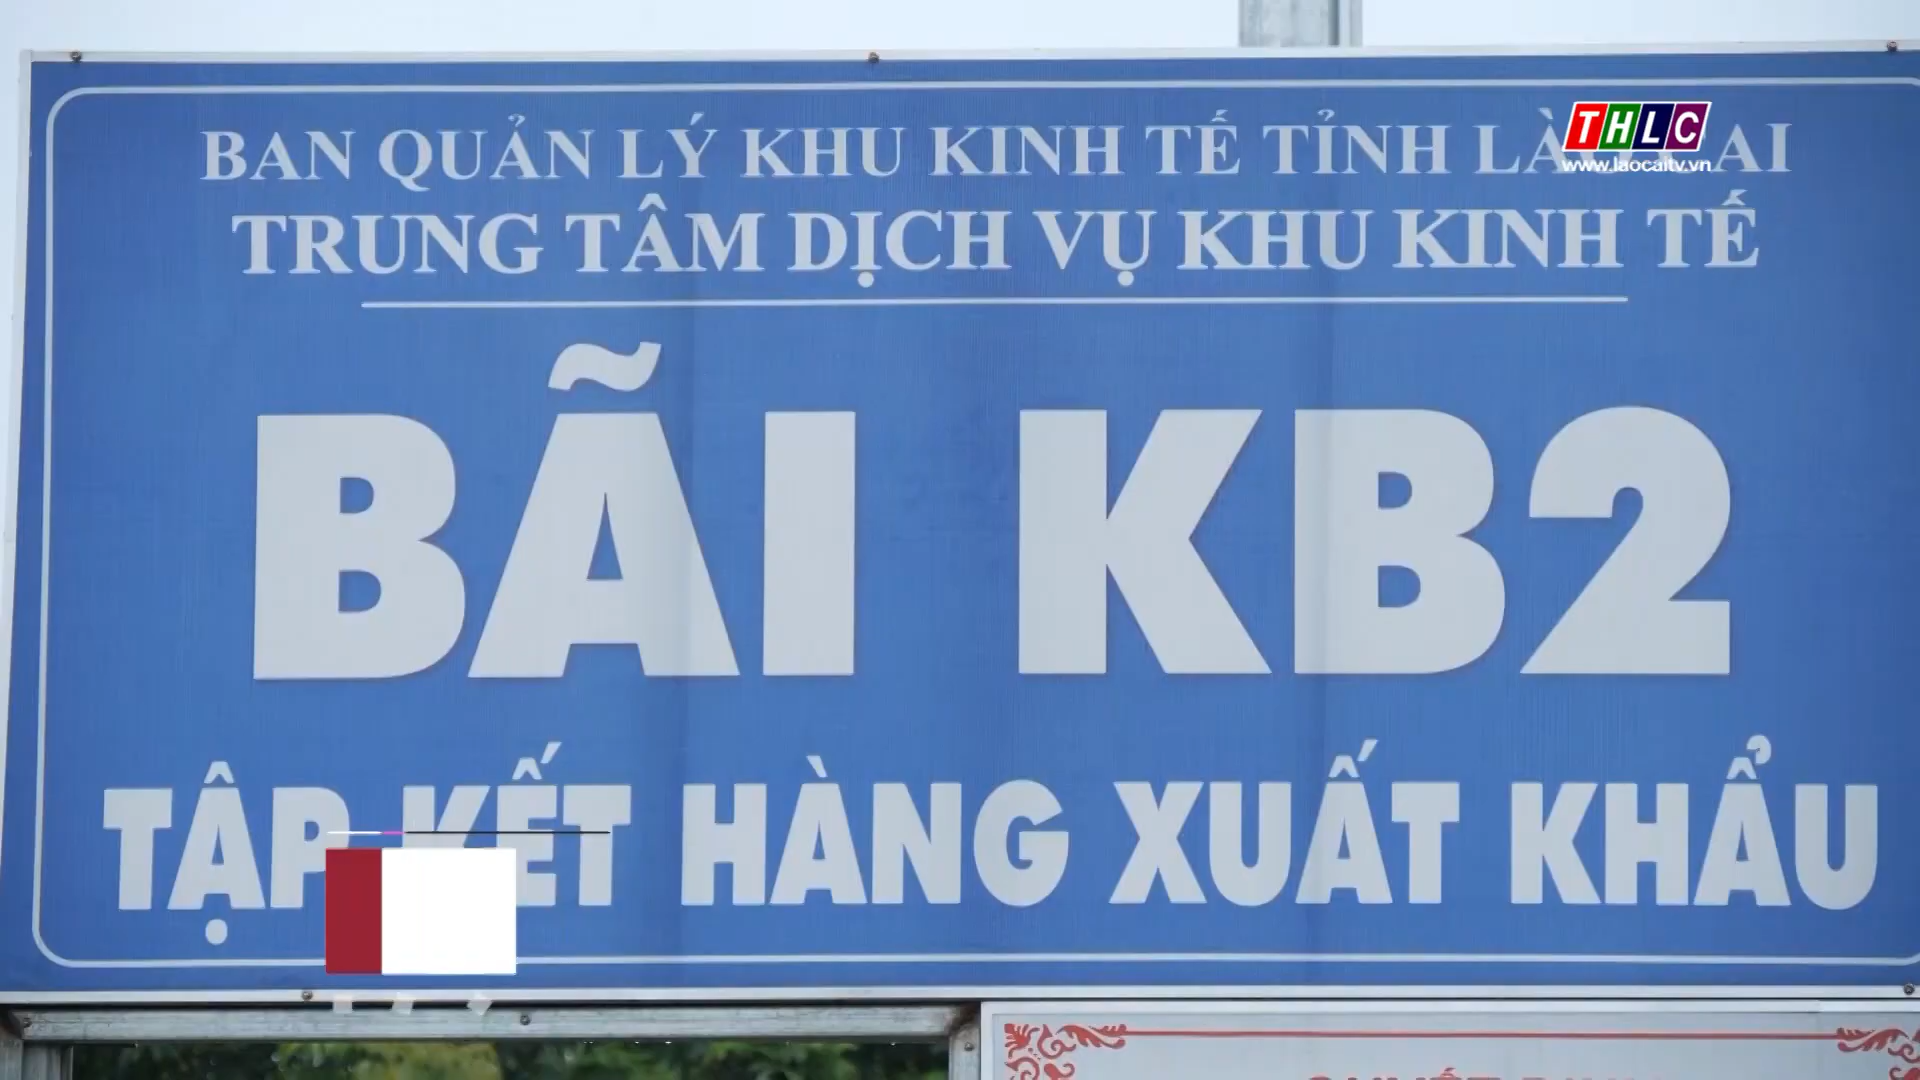 BAN QUẢN LÝ KHU KINH TẾ TỈNH LÀO CAI
THLC
www.laocaitv.vn
TRUNG TÂM DỊCH VỤ KHU KINH TẾ
BÃI KB2
TẬP KẾT HÀNG XUẤT KHẨU